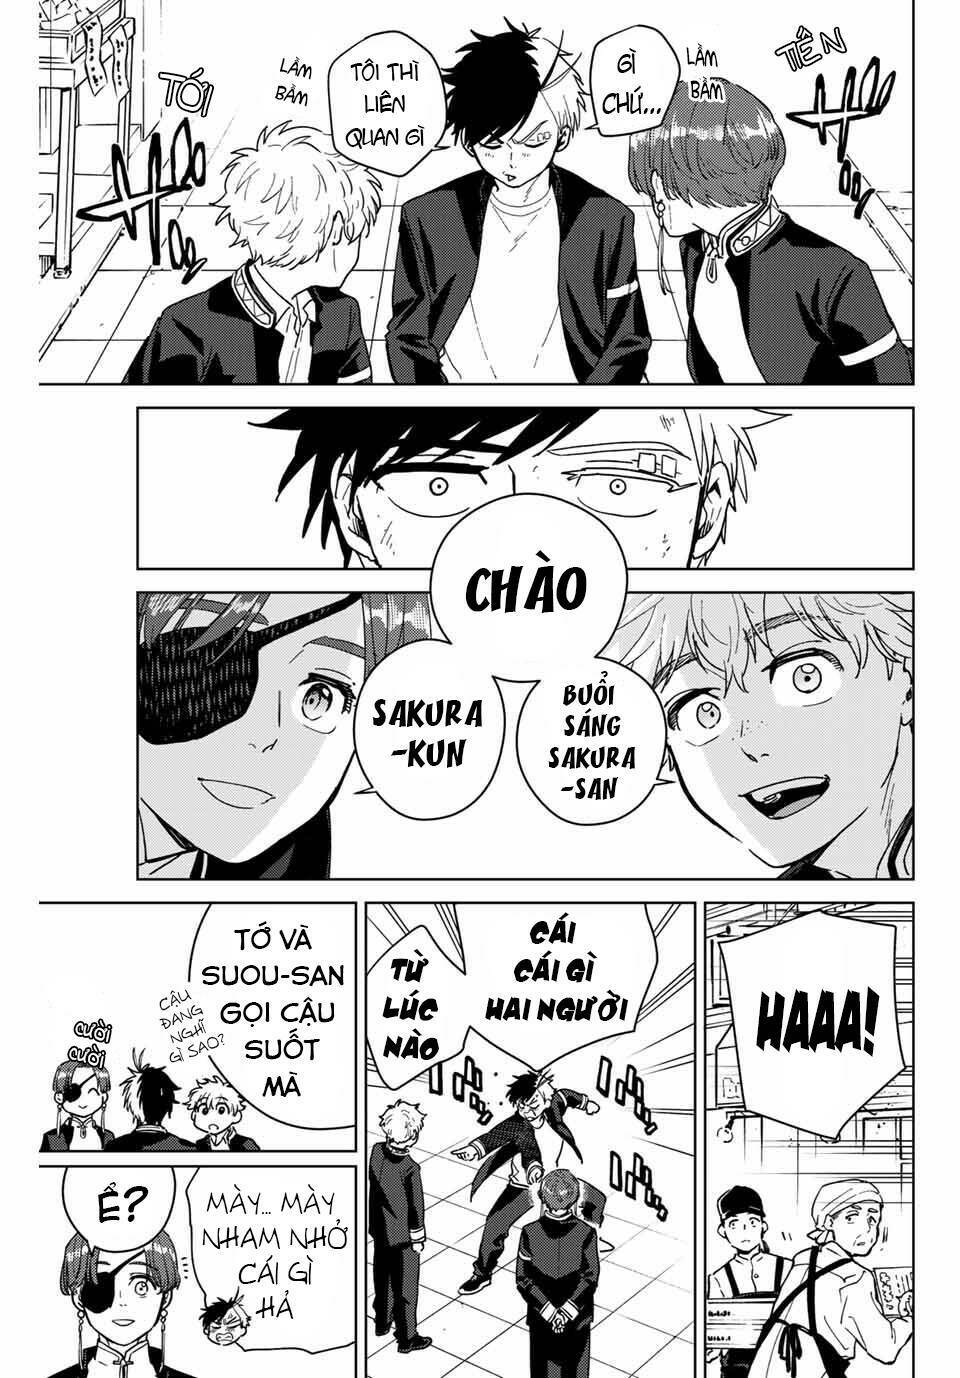 TIẾN
LẦM
BẦM
GÌ
CHỨ...
TÔI THÌ
LIÊN
QUAN GÌ
LẦM
BẦM
TỚI
CHÀO
BUỔI
SÁNG
SAKURA
-SAN
SAKURA
-KUN
HAAA!
CÁI
CÁI GÌ
HAI NGƯỜI
TỪ
LÚC
NÀO
TỚ VÀ
SUOU-SAN
GỌI CẬU
SUỐT
MÀ
CẬU
ĐANG
NGHĨ
GÌ SAO?
CƯỜI
CƯỜI
MÀY... MÀY
NHAM NHỞ
CÁI GÌ
HẢ
Ể?